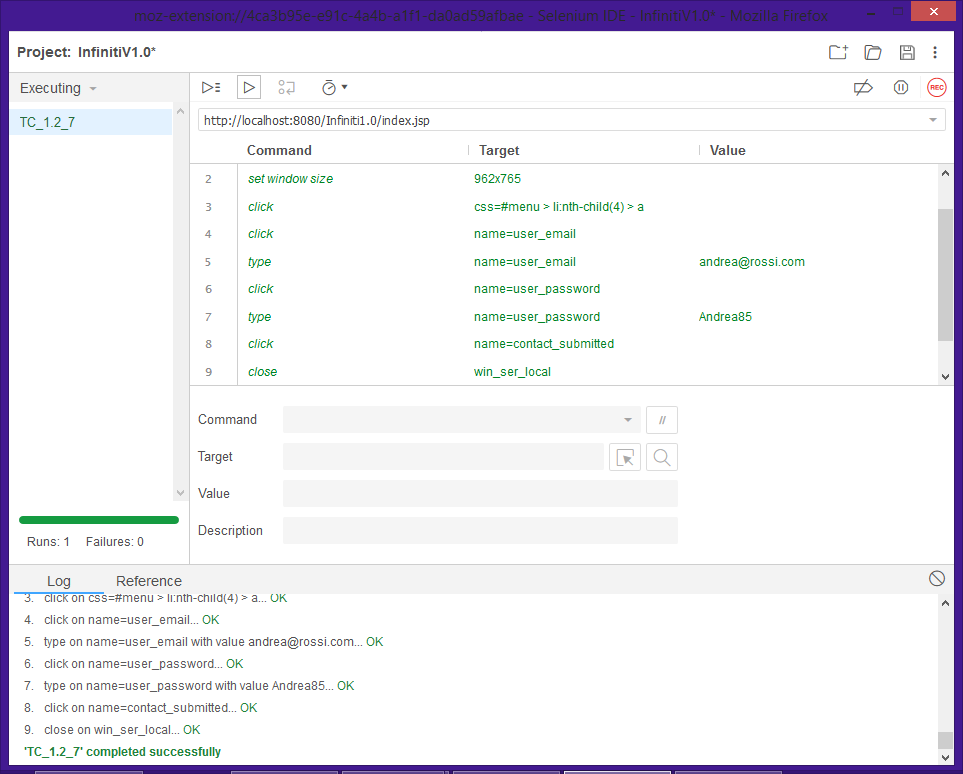 moz-extension://4ca3b95e-e91c-4a4b-a1f1-da0ad59afbae - Selenium IDE - InfinitiV1.0* - Mozilla Firefox
Project: InfinitiV1.0*
Executing
TC_1.2_7
REC
http://localhost:8080/Infiniti1.0/index.jsp
Command Target Value
2 set window size 962x765
3 click css=#menu > li:nth-child(4) > a
4 click name=user_email
5 type name=user_email andrea@rossi.com
6 click name=user_password
7 type name=user_password Andrea85
8 click name=contact_submitted
9 close win_ser_local
Command //
Target
Value
Description
Runs: 1 Failures: 0
Log Reference
3. click on css=#menu > li:nth-child(4) > a... OK
4. click on name=user_email... OK
5. type on name=user_email with value andrea@rossi.com... OK
6. click on name=user_password... OK
7. type on name=user_password with value Andrea85... OK
8. click on name=contact_submitted... OK
9. close on win_ser_local... OK
'TC_1.2_7' completed successfully